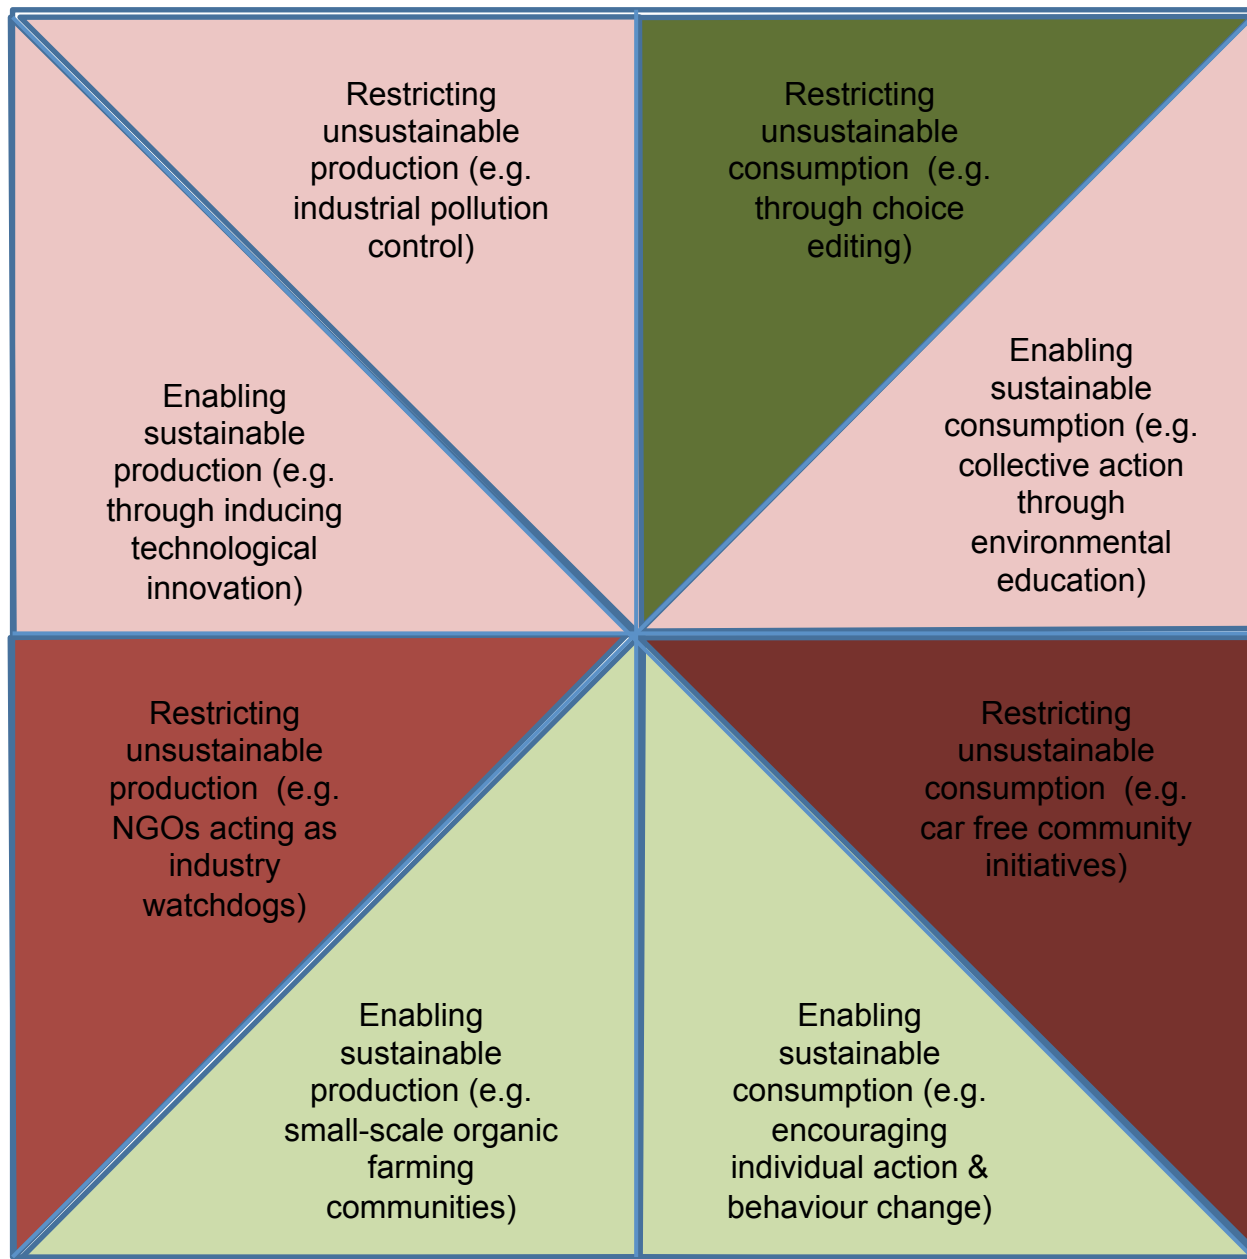 Restricting
unsustainable
production (e.g.
industrial pollution
control)
Restricting
unsustainable
consumption  (e.g.
through choice
editing)
Enabling
sustainable
production (e.g.
through inducing
technological
innovation)
Enabling
sustainable
consumption (e.g.
collective action
through
environmental
education)
Restricting
unsustainable
production  (e.g.
NGOs acting as
industry
watchdogs)
Restricting
unsustainable
consumption  (e.g.
car free community
initiatives)
Enabling
sustainable
production (e.g.
small-scale organic
farming
communities)
Enabling
sustainable
consumption (e.g.
encouraging
individual action &
behaviour change)